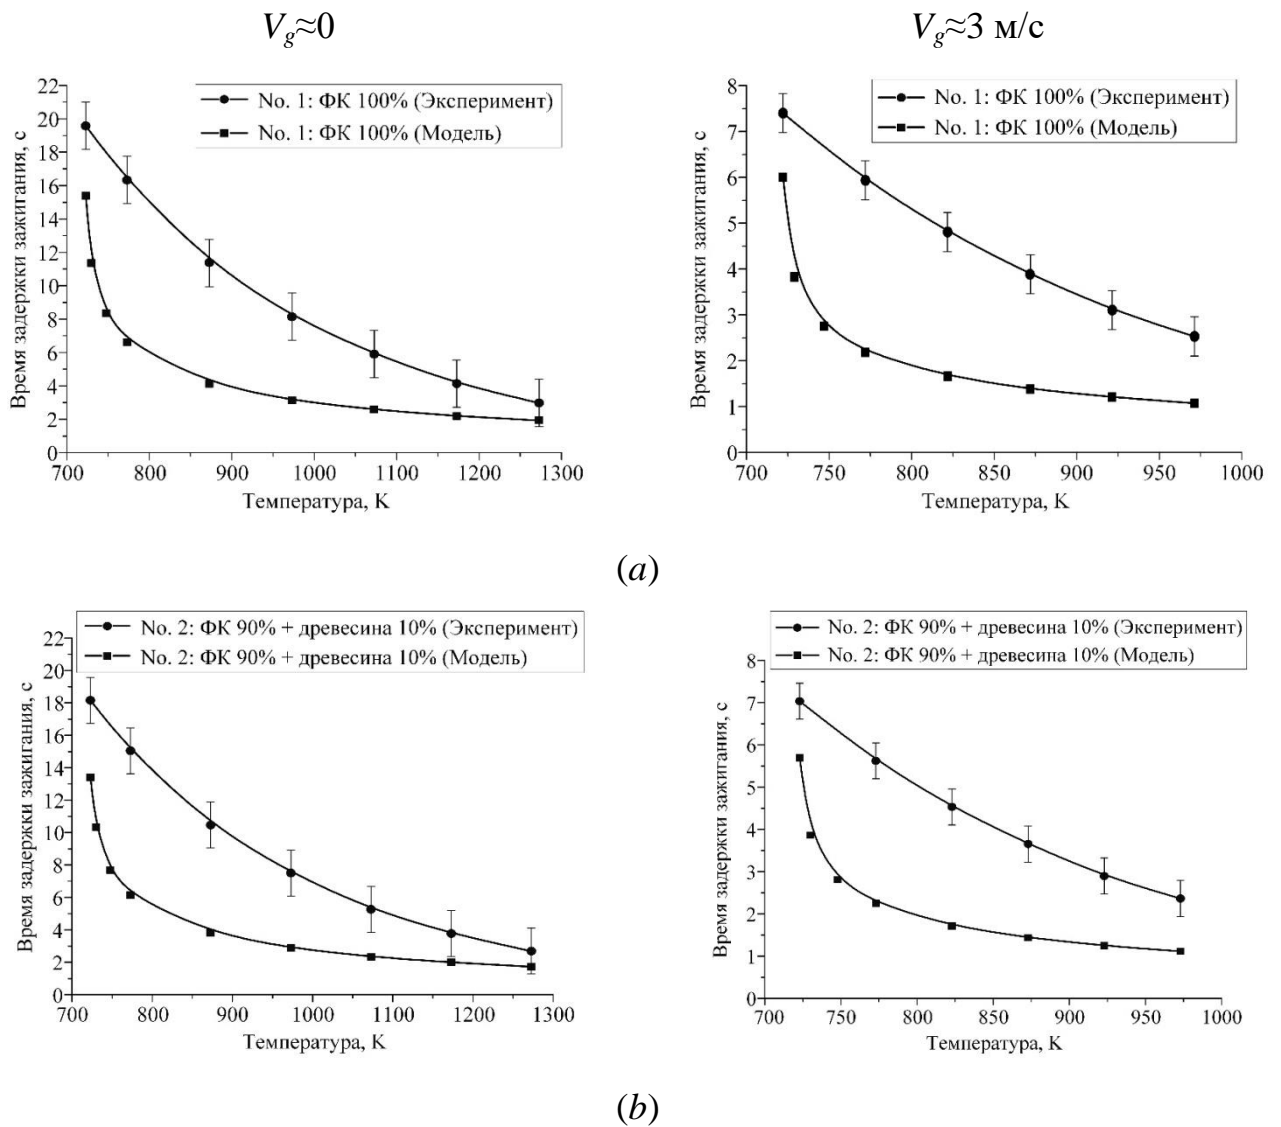 Vg≈0
Vg≈3 м/с
No. 1: ФК 100% (Эксперимент)
No. 1: ФК 100% (Модель)
Время задержки зажигания, с
22
20
18
16
14
12
10
8
6
4
2
0
700 800 900 1000 1100 1200 1300
Температура, К
No. 1: ФК 100% (Эксперимент)
No. 1: ФК 100% (Модель)
Время задержки зажигания, с
8
7
6
5
4
3
2
1
0
700 750 800 850 900 950 1000
Температура, К
(a)
No. 2: ФК 90% + древесина 10% (Эксперимент)
No. 2: ФК 90% + древесина 10% (Модель)
Время задержки зажигания, с
22
20
18
16
14
12
10
8
6
4
2
0
700 800 900 1000 1100 1200 1300
Температура, К
No. 2: ФК 90% + древесина 10% (Эксперимент)
No. 2: ФК 90% + древесина 10% (Модель)
Время задержки зажигания, с
8
7
6
5
4
3
2
1
0
700 750 800 850 900 950 1000
Температура, К
(b)